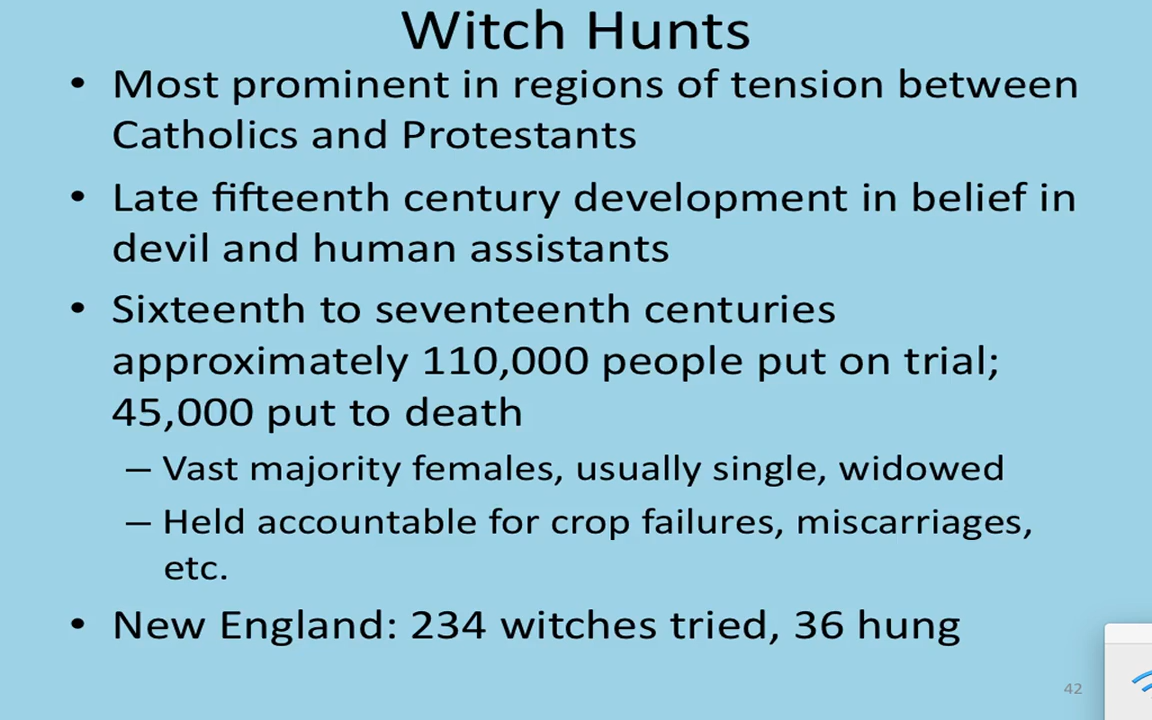 Witch Hunts
• Most prominent in regions of tension between
Catholics and Protestants
• Late fifteenth century development in belief in
devil and human assistants
• Sixteenth to seventeenth centuries
approximately 110,000 people put on trial;
45,000 put to death
– Vast majority females, usually single, widowed
– Held accountable for crop failures, miscarriages,
etc.
• New England: 234 witches tried, 36 hung
42